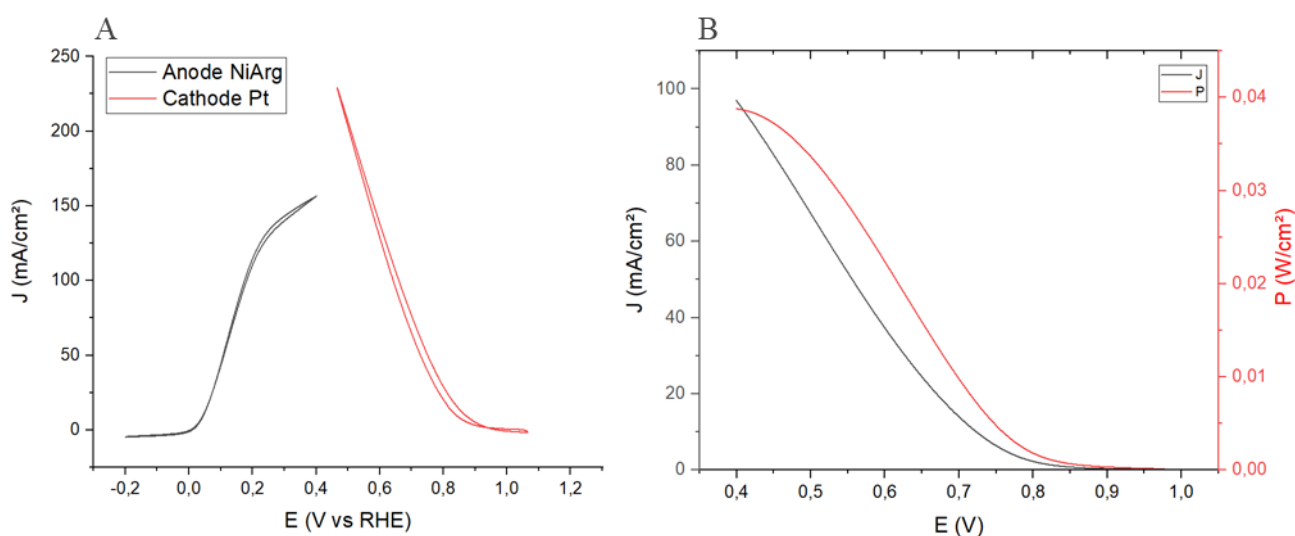 A
Anode NiArg
Cathode Pt
J (mA/cm²)
250
200
150
100
50
0
-0,2 0,0 0,2 0,4 0,6 0,8 1,0 1,2
E (V vs RHE)
B
J
P
J (mA/cm²)
100
80
60
40
20
0
0,4 0,5 0,6 0,7 0,8 0,9 1,0
E (V)
0,04
0,03
0,02
0,01
0,00
P (W/cm²)